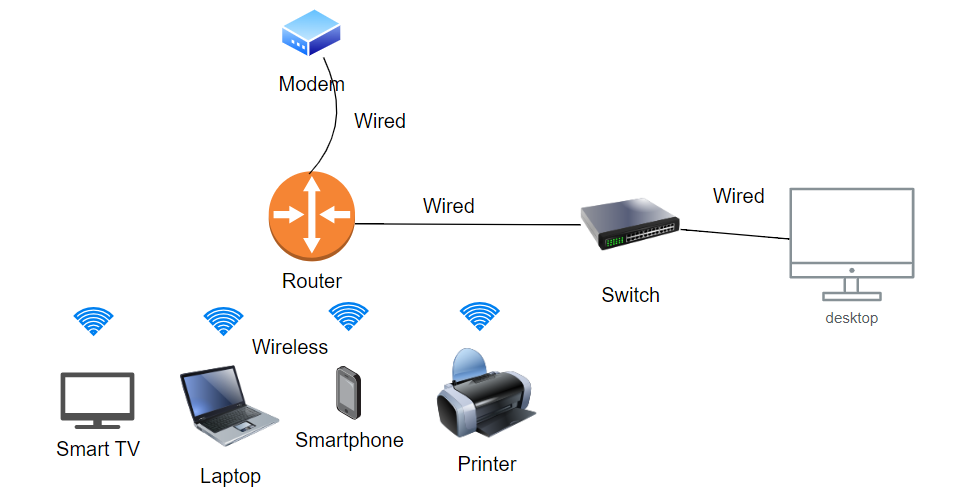 Modem
Wired
Wired
Wired
Router
Switch
desktop
Wireless
Smart TV
Laptop
Smartphone
Printer